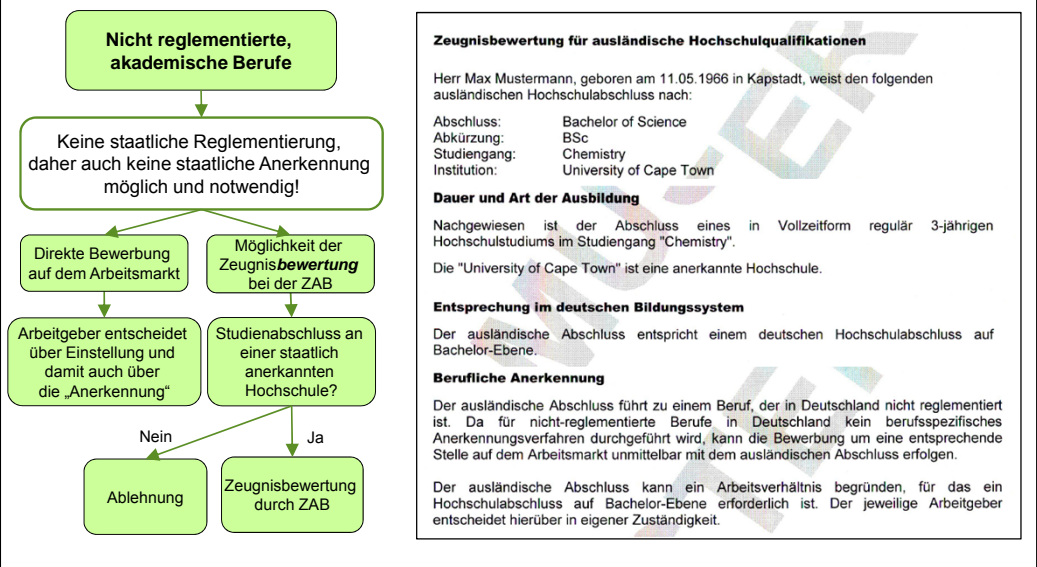 Nicht reglementierte,
akademische Berufe
Keine staatliche Reglementierung,
daher auch keine staatliche Anerkennung
möglich und notwendig!
Direkte Bewerbung
auf dem Arbeitsmarkt
Möglichkeit der
Zeugnisbewertung
bei der ZAB
Arbeitgeber entscheidet
über Einstellung und
damit auch über
die „Anerkennung“
Studienabschluss an
einer staatlich
anerkannten
Hochschule?
Nein
Ja
Ablehnung
Zeugnisbewertung
durch ZAB
Zeugnisbewertung für ausländische Hochschulqualifikationen
Herr Max Mustermann, geboren am 11.05.1966 in Kapstadt, weist den folgenden
ausländischen Hochschulabschluss nach:
Abschluss: Bachelor of Science
Abkürzung: BSc
Studiengang: Chemistry
Institution: University of Cape Town
Dauer und Art der Ausbildung
Nachgewiesen ist der Abschluss eines in Vollzeitform regulär 3-jährigen
Hochschulstudiums im Studiengang "Chemistry".
Die "University of Cape Town" ist eine anerkannte Hochschule.
Entsprechung im deutschen Bildungssystem
Der ausländische Abschluss entspricht einem deutschen Hochschulabschluss auf
Bachelor-Ebene.
Berufliche Anerkennung
Der ausländische Abschluss führt zu einem Beruf, der in Deutschland nicht reglementiert
ist. Da für nicht-reglementierte Berufe in Deutschland kein berufsspezifisches
Anerkennungsverfahren durchgeführt wird, kann die Bewerbung um eine entsprechende
Stelle auf dem Arbeitsmarkt unmittelbar mit dem ausländischen Abschluss erfolgen.
Der ausländische Abschluss kann ein Arbeitsverhältnis begründen, für das ein
Hochschulabschluss auf Bachelor-Ebene erforderlich ist. Der jeweilige Arbeitgeber
entscheidet hierüber in eigener Zuständigkeit.
MUSTER